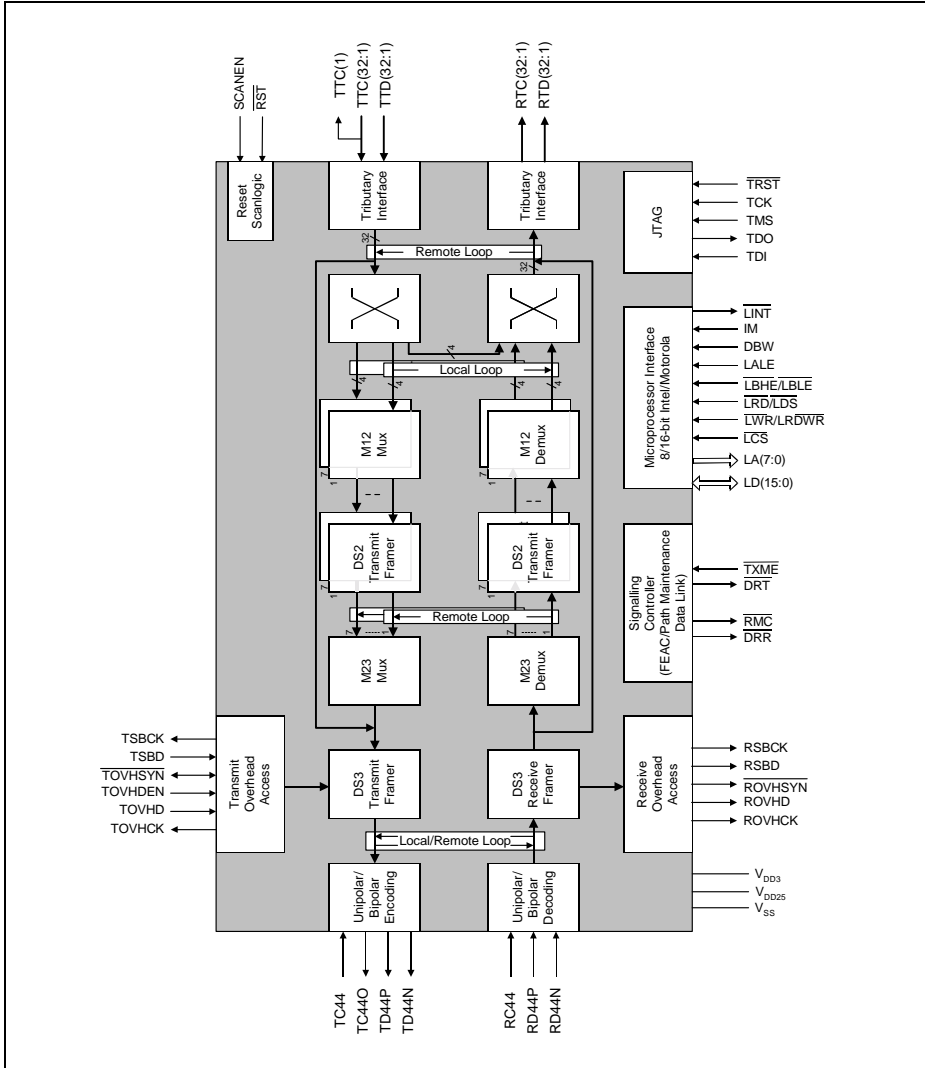 SCANEN
RST
TTC(1)
TTC(32:1)
TTD(32:1)
RTC(32:1)
RTD(32:1)
Reset
Scanlogic
Tributary
Interface
Tributary
Interface
JTAG
TRST
TCK
TMS
TDO
TDI
32
Remote Loop
32
4
Local Loop
4
4
4
4
Microprocessor Interface
8/16-bit Intel/Motorola
LINT
IM
DBW
LALE
LBHE/LBLE
LRD/LDS
LWR/LRDWR
LCS
LA(7:0)
LD(15:0)
M12
Mux
7
1
M12
Demux
7
1
DS2
Transmit
Framer
7
1
DS2
Transmit
Framer
7
1
Signalling
Controller
(FEAC/Path Maintenance
Data Link)
TXME
DRT
RMC
DRR
Remote Loop
7
1
7
1
M23
Mux
M23
Demux
TSBCK
TSBD
TOVHSYN
TOVHDEN
TOVHD
TOVHCK
Transmit
Overhead
Access
DS3
Transmit
Framer
DS3
Receive
Framer
Receive
Overhead
Access
RSBCK
RSBD
ROVHSYN
ROVHD
ROVHCK
Local/Remote Loop
Unipolar/
Bipolar
Encoding
Unipolar/
Bipolar
Decoding
VDD3
VDD25
VSS
TC44
TC44O
TD44P
TD44N
RC44
RD44P
RD44N